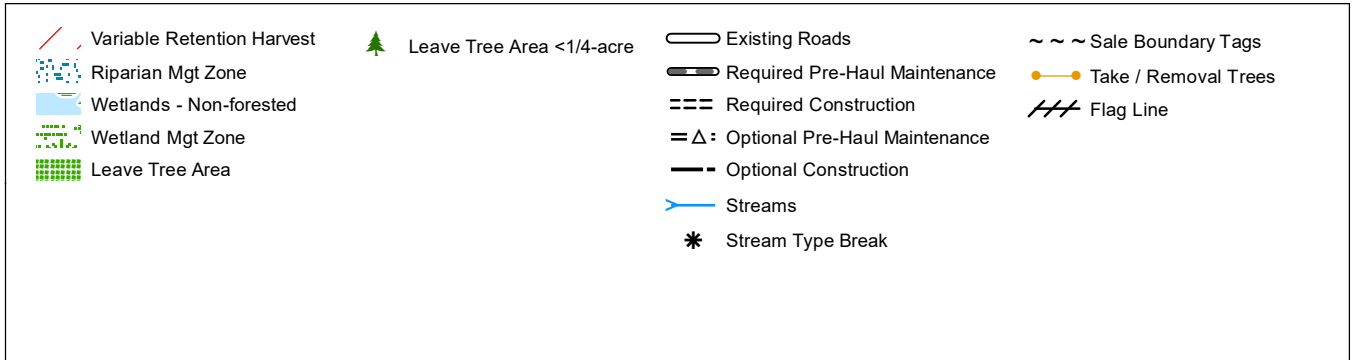 Variable Retention Harvest
Riparian Mgt Zone
Wetlands - Non-forested
Wetland Mgt Zone
Leave Tree Area
Leave Tree Area <1/4-acre
Existing Roads
Required Pre-Haul Maintenance
Required Construction
Optional Pre-Haul Maintenance
Optional Construction
Streams
Stream Type Break
Sale Boundary Tags
Take / Removal Trees
Flag Line